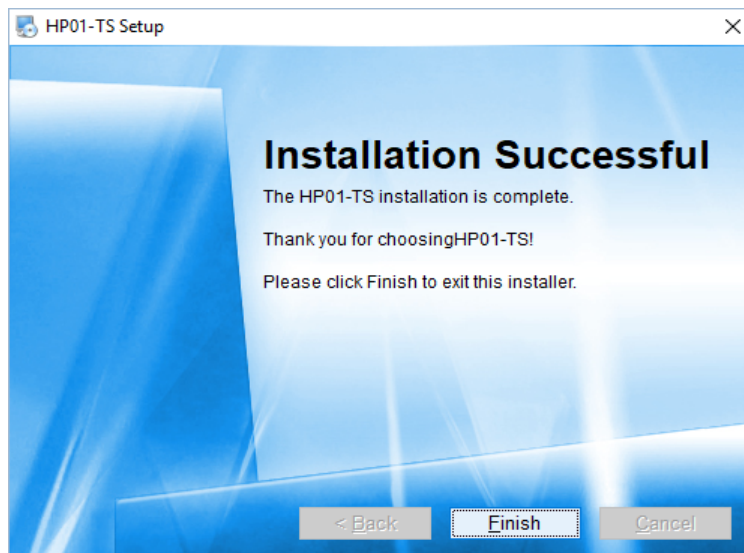 HP01-TS Setup
Installation Successful
The HP01-TS installation is complete.
Thank you for choosingHP01-TS!
Please click Finish to exit this installer.
< Back
Finish
Cancel